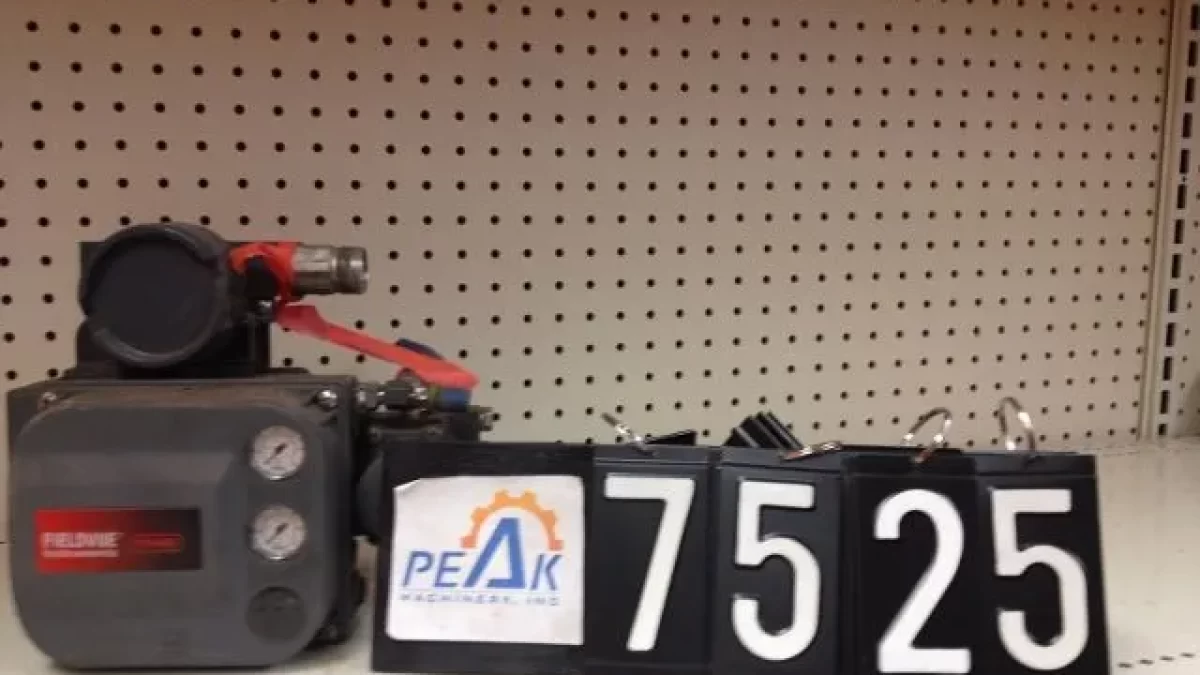 FIELDVUE
PEAK
MACHINERY, INC
7525